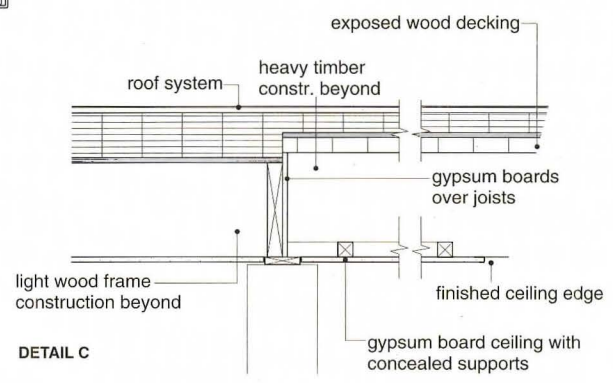 exposed wood decking
heavy timber
constr. beyond
roof system
gypsum boards
over joists
light wood frame
construction beyond
finished ceiling edge
gypsum board ceiling with
concealed supports
DETAIL C